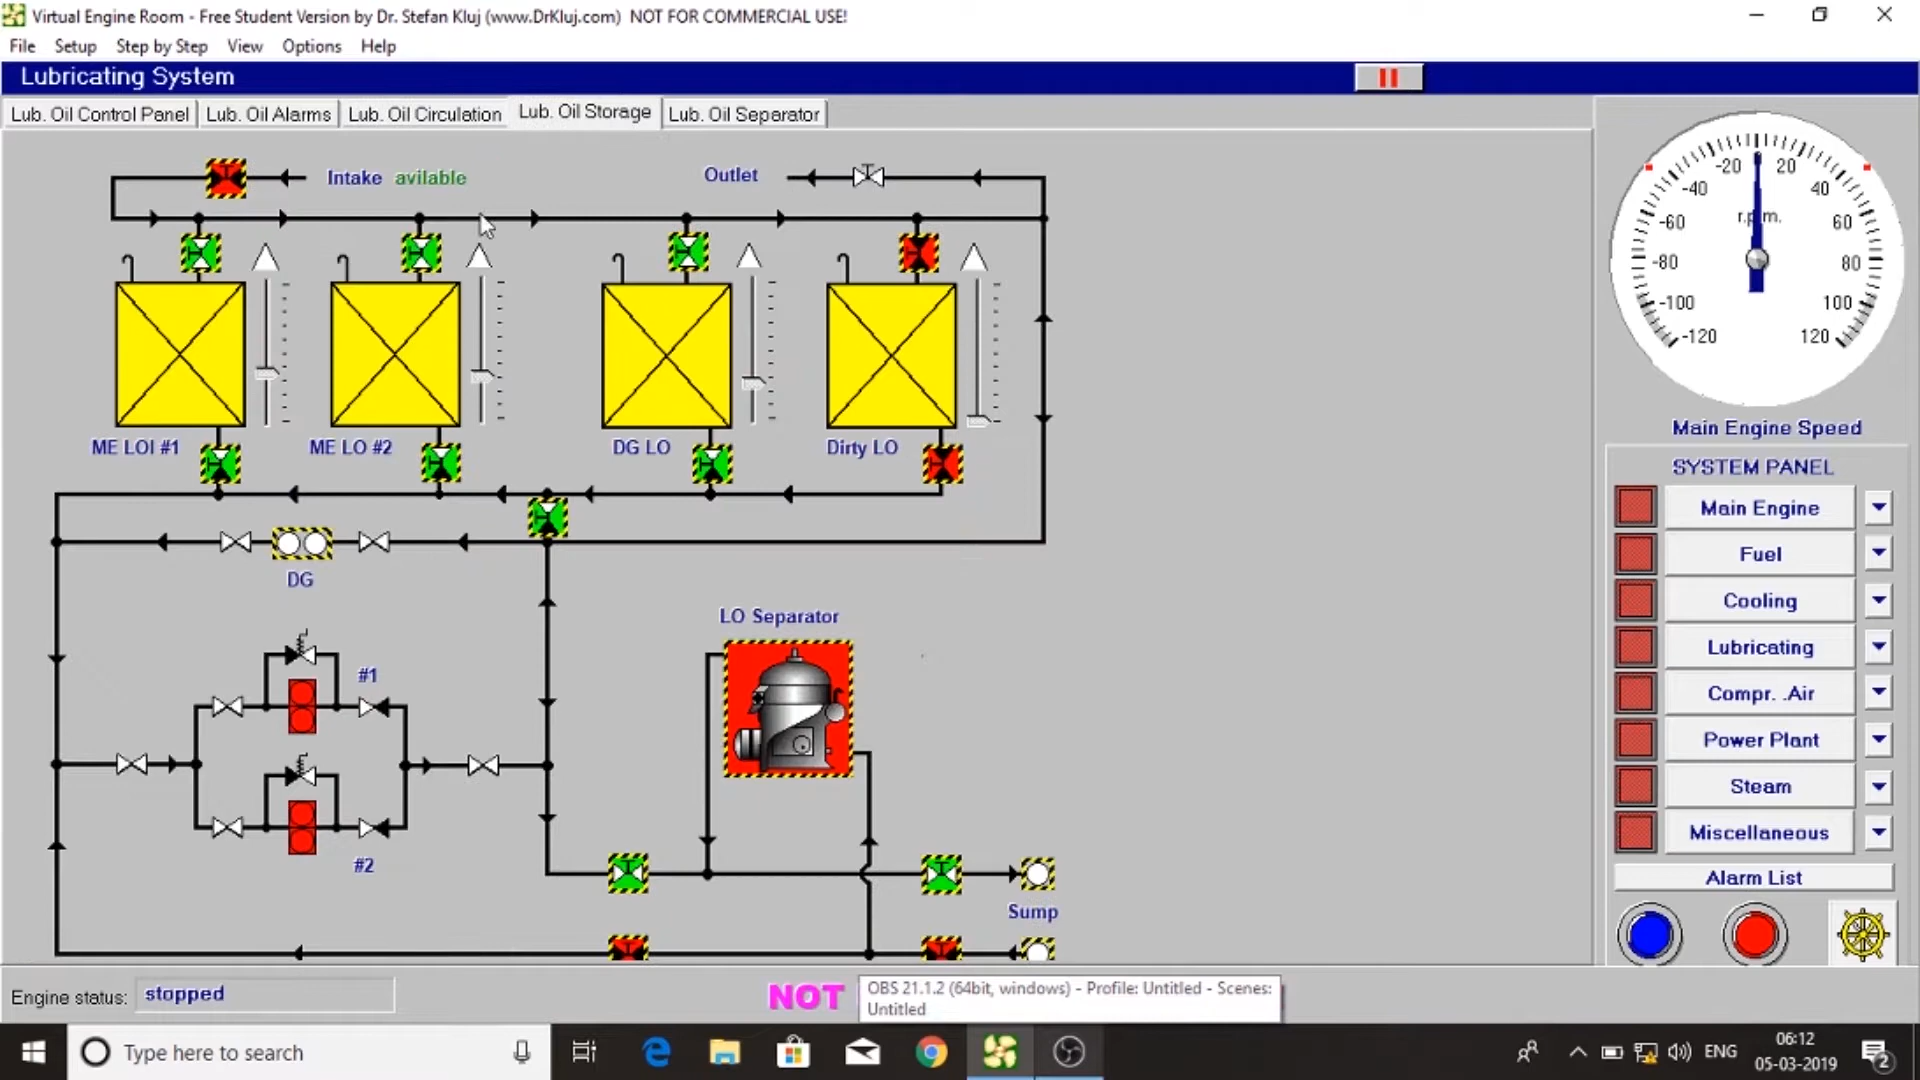 Virtual Engine Room - Free Student Version by Dr. Stefan Kluj (www.DrKluj.com) NOT FOR COMMERCIAL USE!
File Setup Step by Step View Options Help
Lubricating System
Lub. Oil Control Panel Lub. Oil Alarms Lub. Oil Circulation Lub. Oil Storage Lub. Oil Separator
Intake avilable
Outlet
ME LOI #1
ME LO #2
DG LO
Dirty LO
DG
LO Separator
#1
#2
Sump
-20 20
-40 40
r.p.m.
-60 60
-80 80
-100 100
-120 120
Main Engine Speed
SYSTEM PANEL
Main Engine
Fuel
Cooling
Lubricating
Compr. .Air
Power Plant
Steam
Miscellaneous
Alarm List
Engine status: stopped
NOT
OBS 21.1.2 (64bit, windows) - Profile: Untitled - Scenes:
Untitled
Type here to search
ENG
06:12
05-03-2019
2